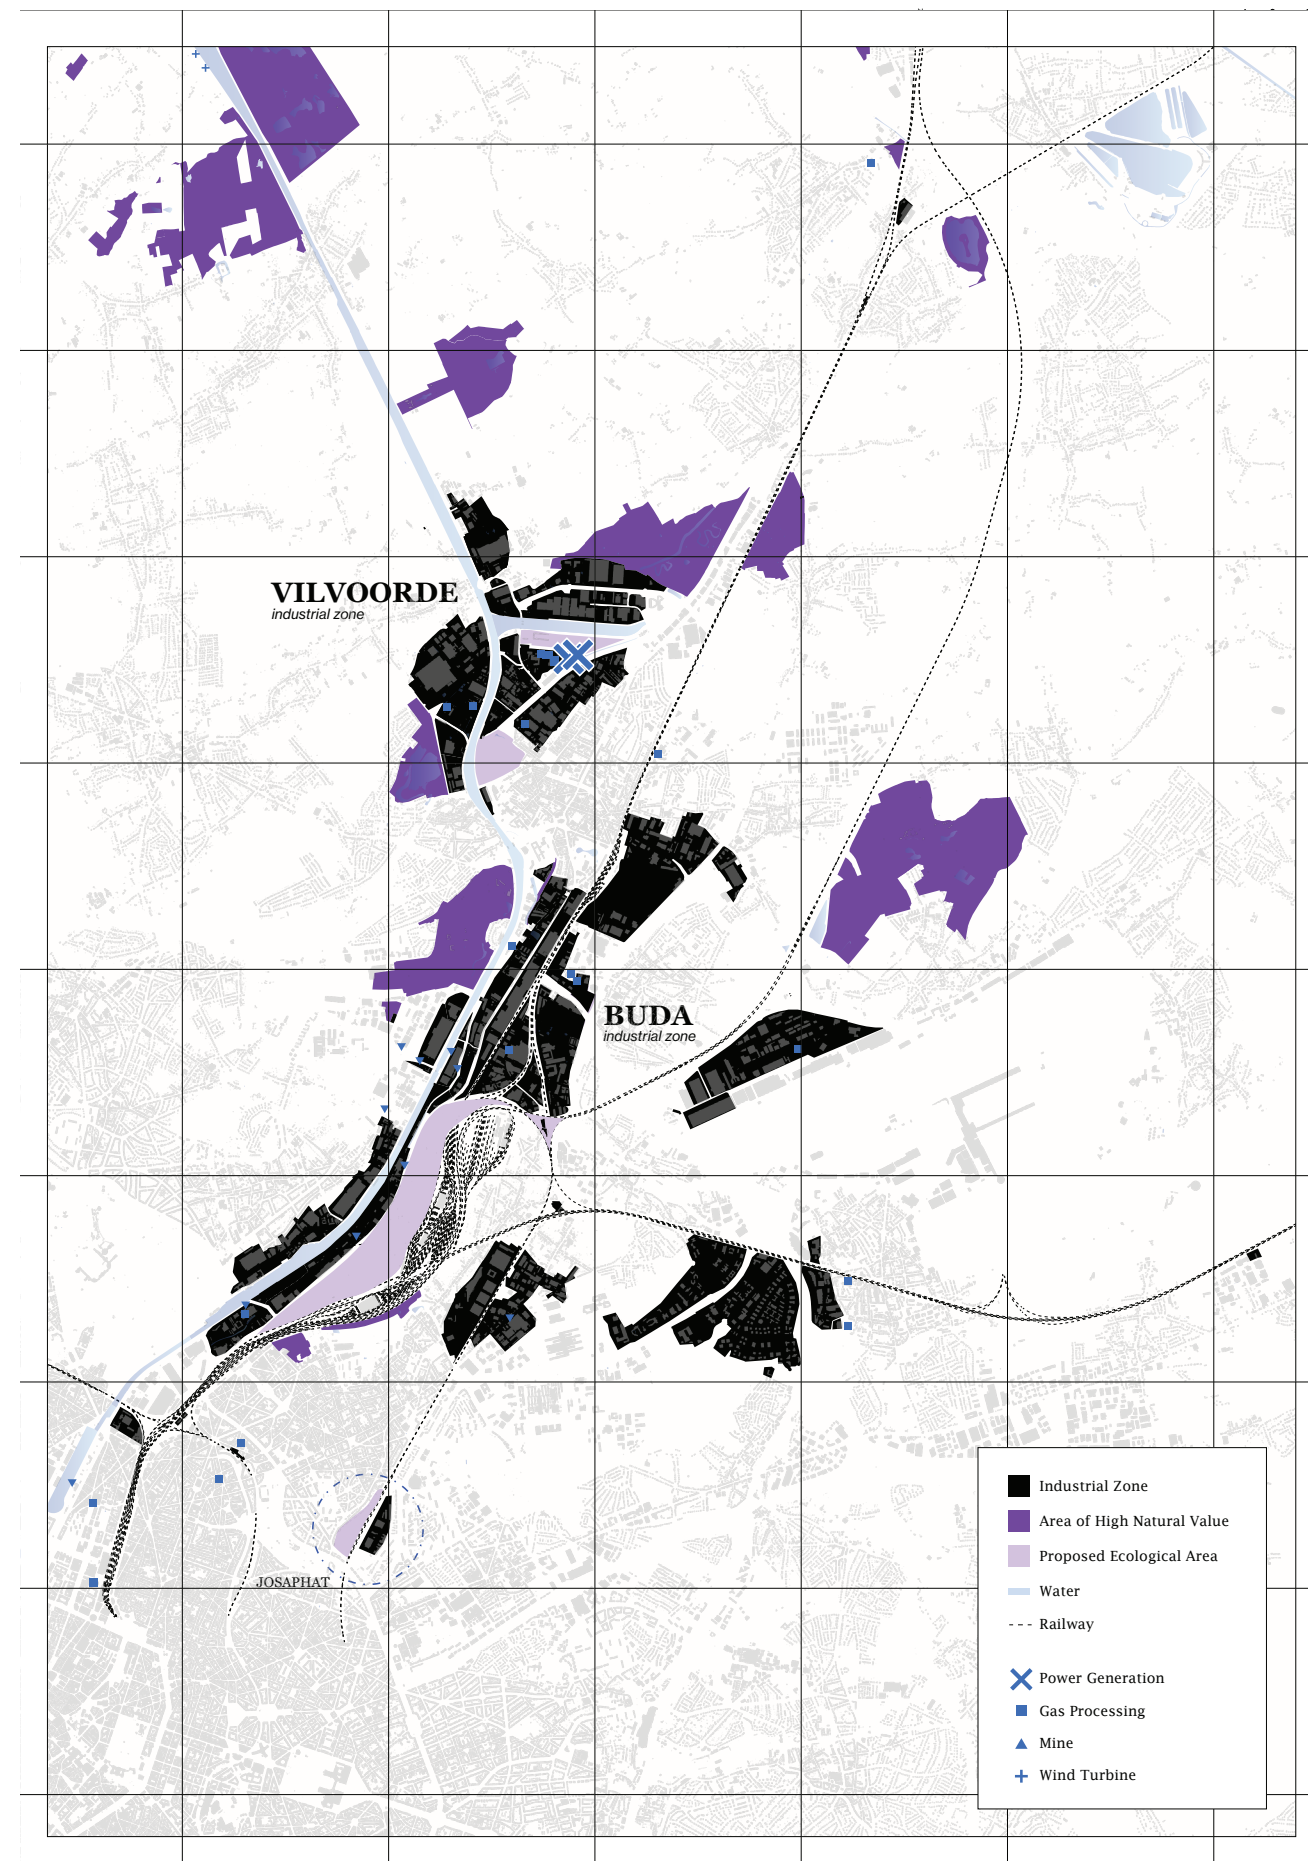 VILVOORDE
industrial zone
BUDA
industrial zone
JOSAPHAT
Industrial Zone
Area of High Natural Value
Proposed Ecological Area
Water
Railway
Power Generation
Gas Processing
Mine
Wind Turbine